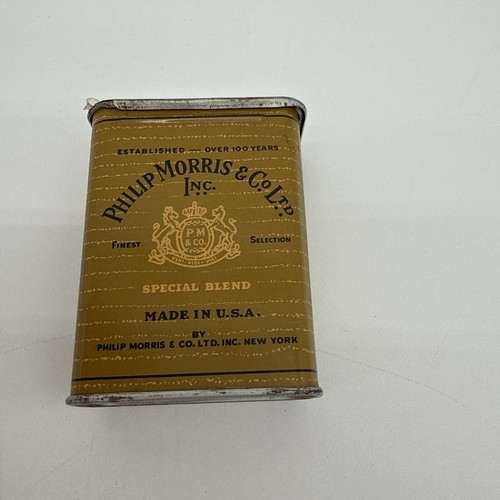 ESTABLISHED — OVER 100 YEARS
PHILIP MORRIS & CO. LTD
INC.
P·M
& CO.
FINEST SELECTION
SPECIAL BLEND
MADE IN U.S.A.
BY
PHILIP MORRIS & CO. LTD. INC. NEW YORK